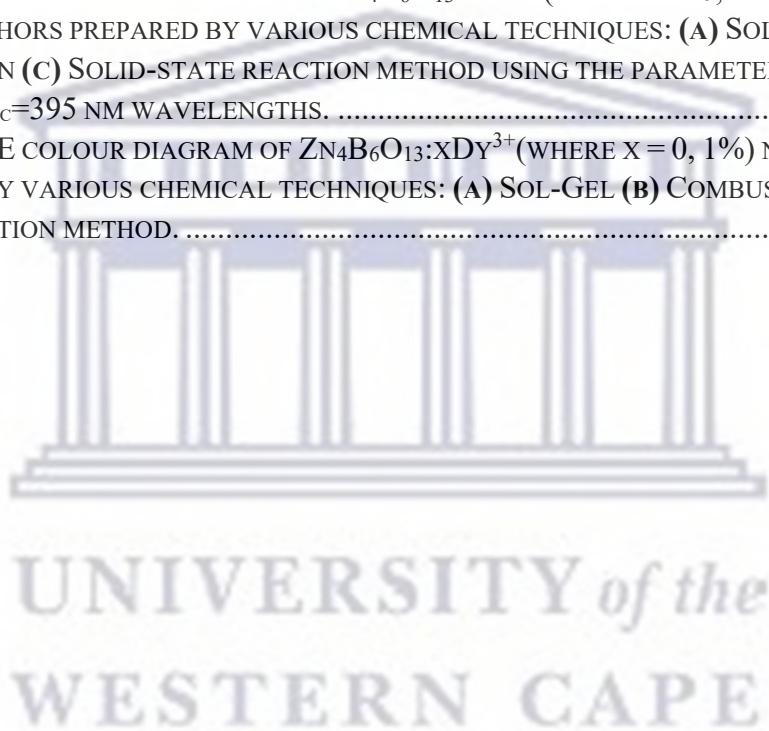 HORS PREPARED BY VARIOUS CHEMICAL TECHNIQUES: (A) SOL
N (C) SOLID-STATE REACTION METHOD USING THE PARAMETE
C=395 NM WAVELENGTHS. ..........................................................
E COLOUR DIAGRAM OF ZN4B6O13:XDY3+(WHERE X = 0, 1%) N
Y VARIOUS CHEMICAL TECHNIQUES: (A) SOL-GEL (B) COMBUS
TION METHOD. ................................................................................
UNIVERSITY of the
WESTERN CAPE